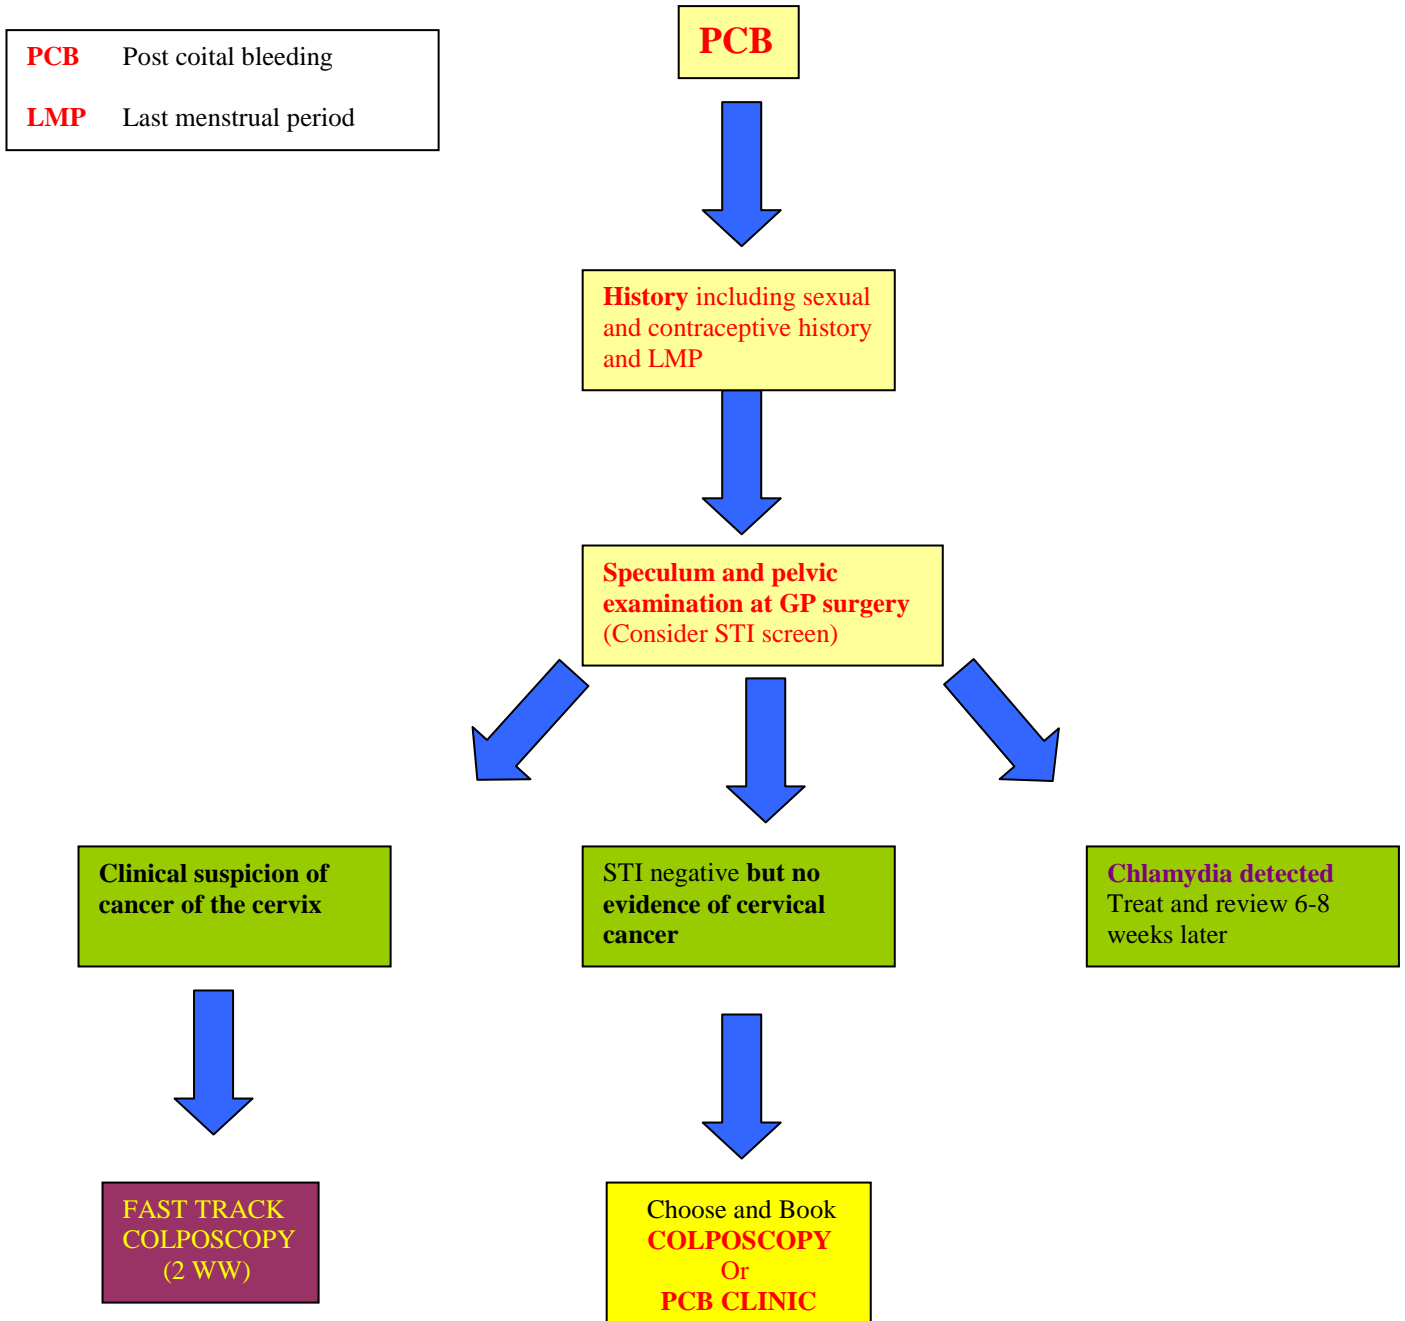 PCB Post coital bleeding
LMP Last menstrual period
PCB
History including sexual
and contraceptive history
and LMP
Speculum and pelvic
examination at GP surgery
(Consider STI screen)
Clinical suspicion of
cancer of the cervix
STI negative but no
evidence of cervical
cancer
Chlamydia detected
Treat and review 6-8
weeks later
FAST TRACK
COLPOSCOPY
(2 WW)
Choose and Book
COLPOSCOPY
Or
PCB CLINIC